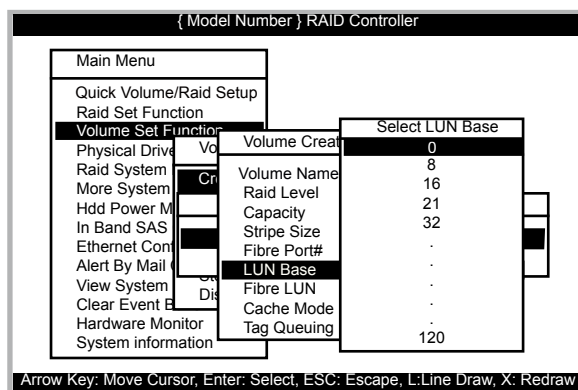 { Model Number } RAID Controller
Main Menu
Quick Volume/Raid Setup
Raid Set Function
Volume Set Function
Physical Drive
Raid System
More System
Hdd Power M
In Band SAS
Ethernet Conf
Alert By Mail
View System
Clear Event B
Hardware Monitor
System information
Vo
Cre
Sta
Dis
Volume Creat
Volume Name
Raid Level
Capacity
Stripe Size
Fibre Port#
LUN Base
Fibre LUN
Cache Mode
Tag Queuing
Select LUN Base
0
8
16
21
32
.
.
.
.
.
120
Arrow Key: Move Cursor, Enter: Select, ESC: Escape, L:Line Draw, X: Redraw